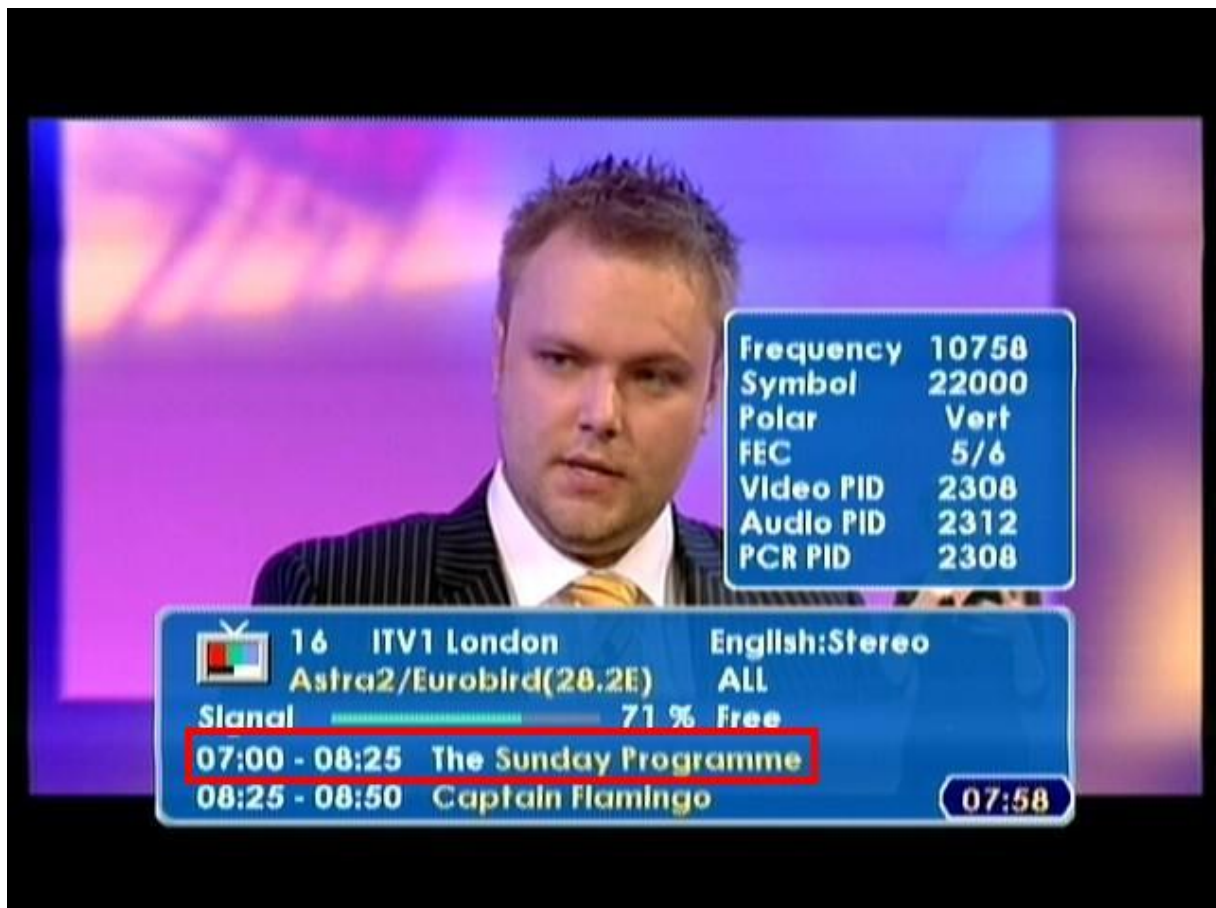 Frequency 10758
Symbol 22000
Polar Vert
FEC 5/6
Video PID 2308
Audio PID 2312
PCR PID 2308
16 ITV1 London English:Stereo
Astra2/Eurobird(28.2E) ALL
Signal 71 % Free
07:00 - 08:25 The Sunday Programme
08:25 - 08:50 Captain Flamingo 07:58